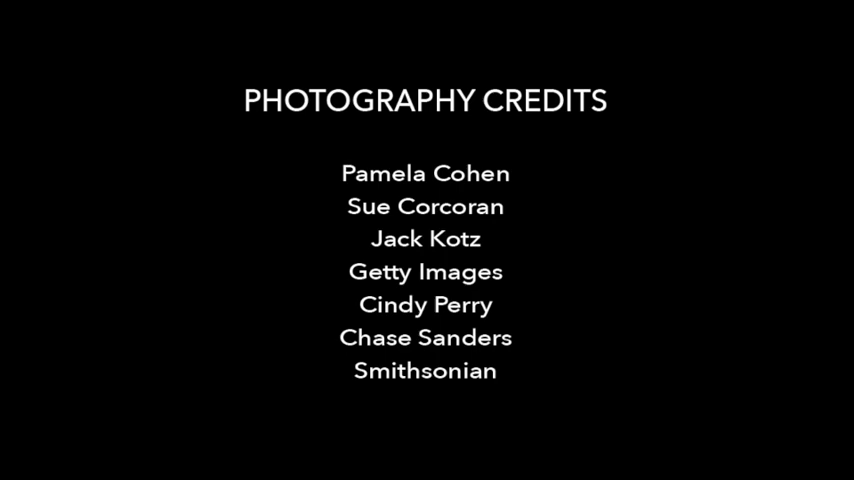 PHOTOGRAPHY CREDITS
Pamela Cohen
Sue Corcoran
Jack Kotz
Getty Images
Cindy Perry
Chase Sanders
Smithsonian